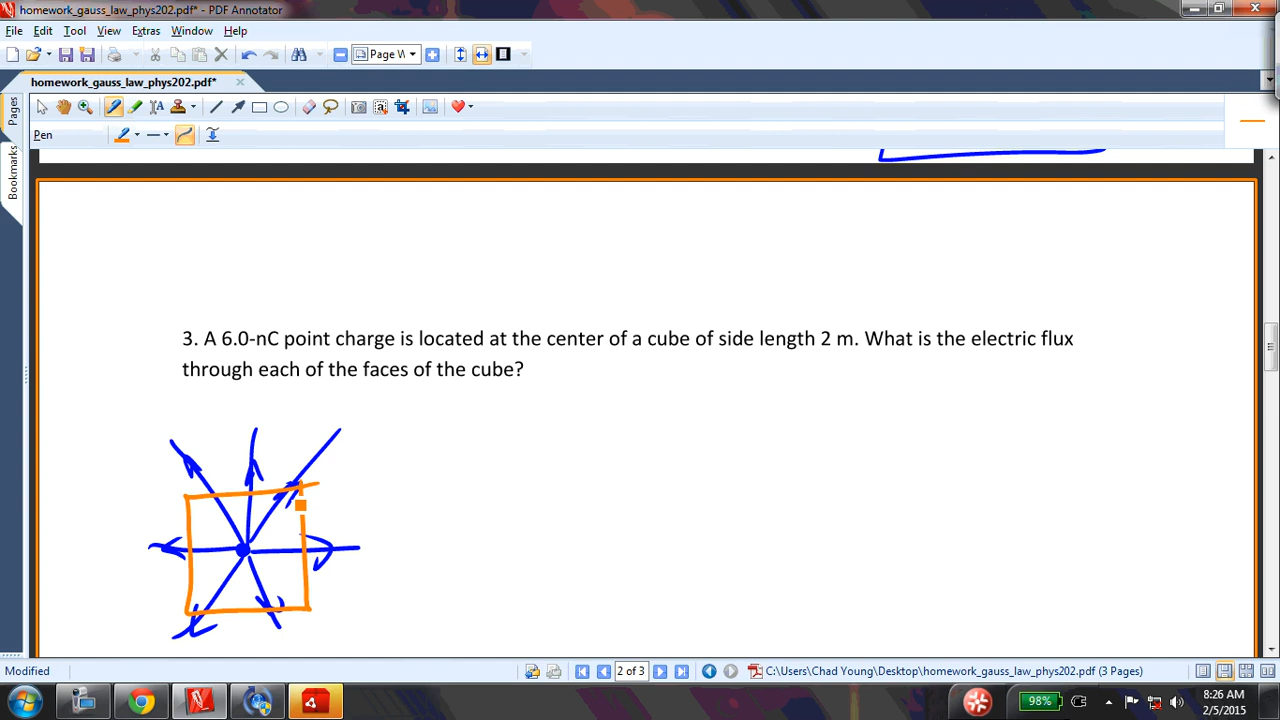 homework_gauss_law_phys202.pdf* - PDF Annotator
File Edit Tool View Extras Window Help
Page W
homework_gauss_law_phys202.pdf*
Pages
Bookmarks
Pen
3. A 6.0-nC point charge is located at the center of a cube of side length 2 m. What is the electric flux
through each of the faces of the cube?
Modified
2 of 3
C:\Users\Chad Young\Desktop\homework_gauss_law_phys202.pdf (3 Pages)
98%
8:26 AM
2/5/2015